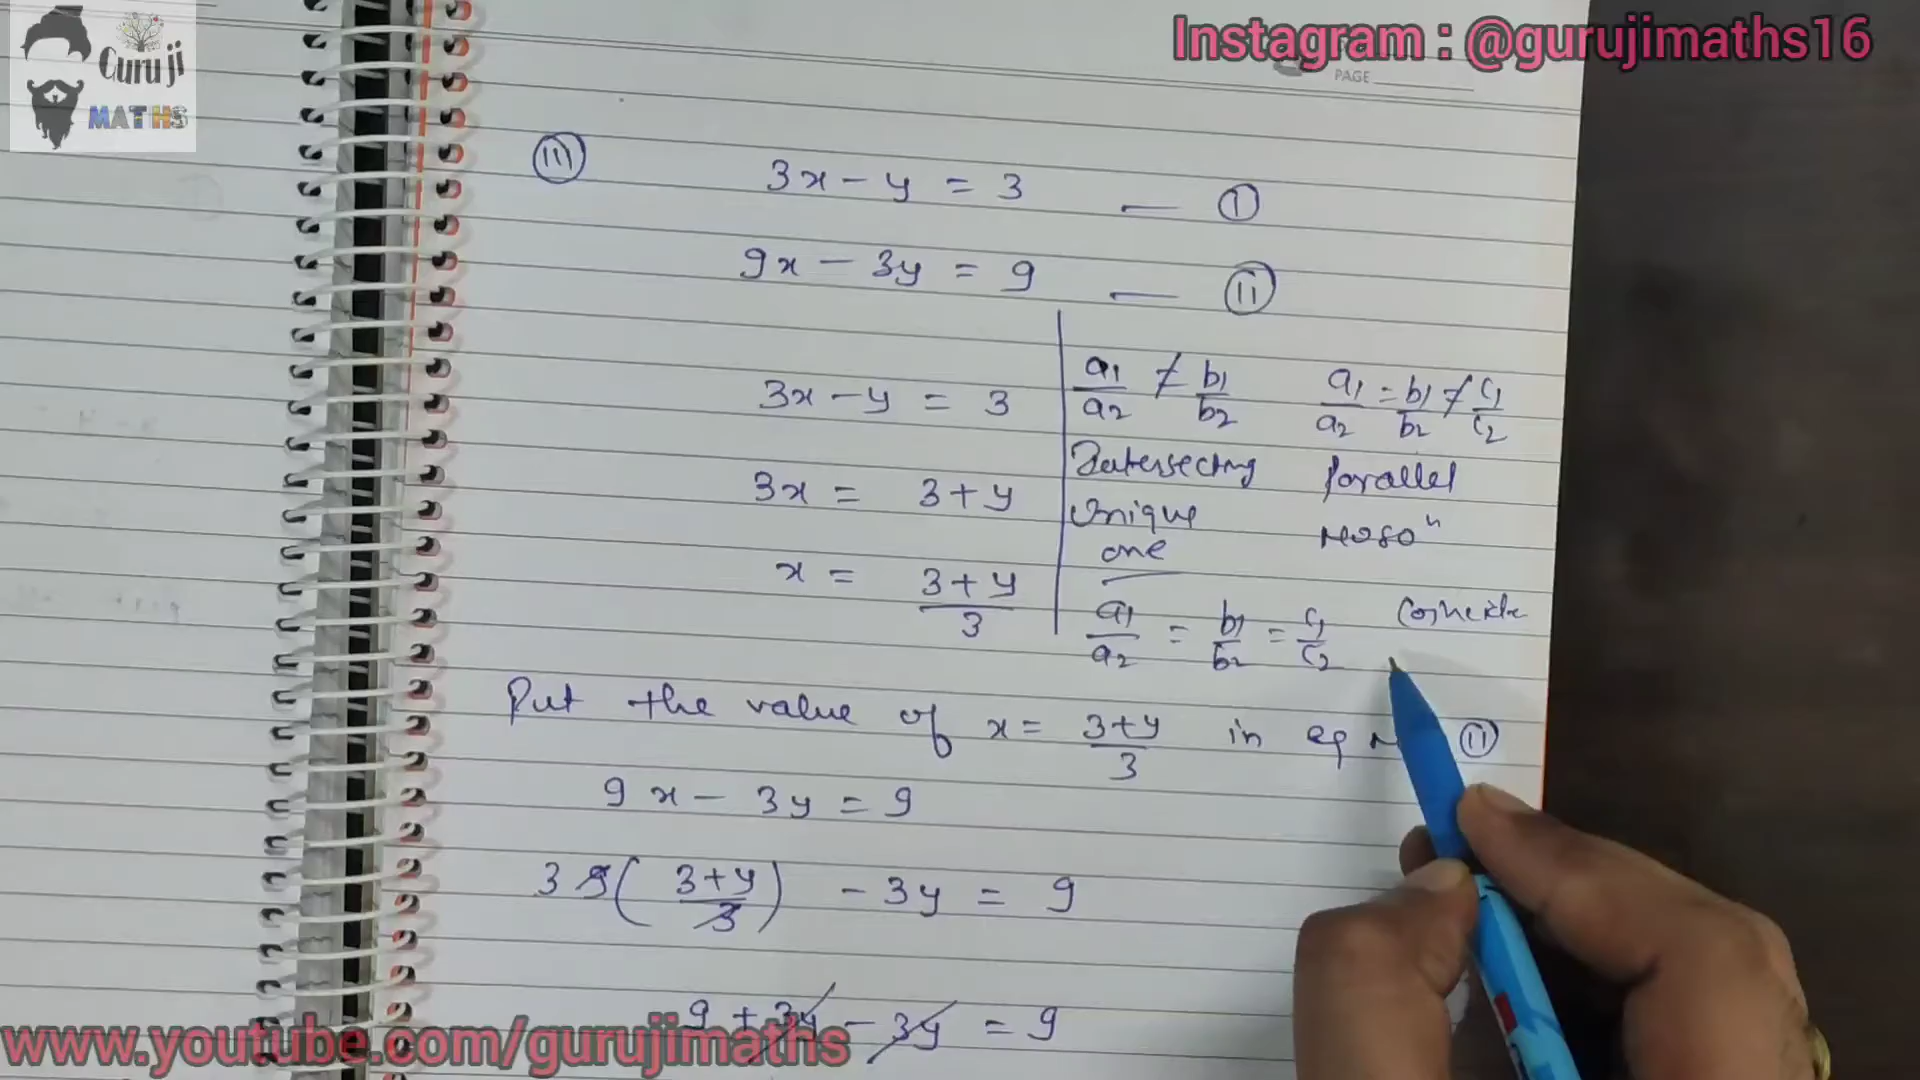 Guru ji
MATHS
Instagram : @gurujimaths16
PAGE
III
3x - y = 3 — I
9x - 3y = 9 — II
3x - y = 3
3x = 3 + y
x = (3+y)/3
a1/a2 ≠ b1/b2
Intersecting
Unique
one
a1/a2 = b1/b2 ≠ c1/c2
Parallel
No sol^n
a1/a2 = b1/b2 = c1/c2
Put the value of x = (3+y)/3 in eq II
9x - 3y = 9
3 9((3+y)/3) - 3y = 9
9 + 3y - 3y = 9
www.youtube.com/gurujimaths